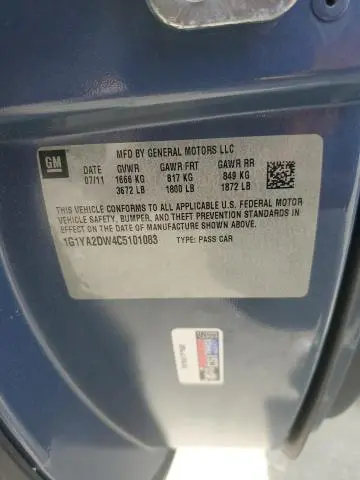 GM
MFD BY GENERAL MOTORS LLC
DATE GVWR GAWR FRT GAWR RR
07/11 1666 KG 817 KG 849 KG
3672 LB 1800 LB 1872 LB
THIS VEHICLE CONFORMS TO ALL APPLICABLE U.S. FEDERAL MOTOR
VEHICLE SAFETY, BUMPER, AND THEFT PREVENTION STANDARDS IN
EFFECT ON THE DATE OF MANUFACTURE SHOWN ABOVE.
1G1YA2DW4C5101083 TYPE: PASS CAR